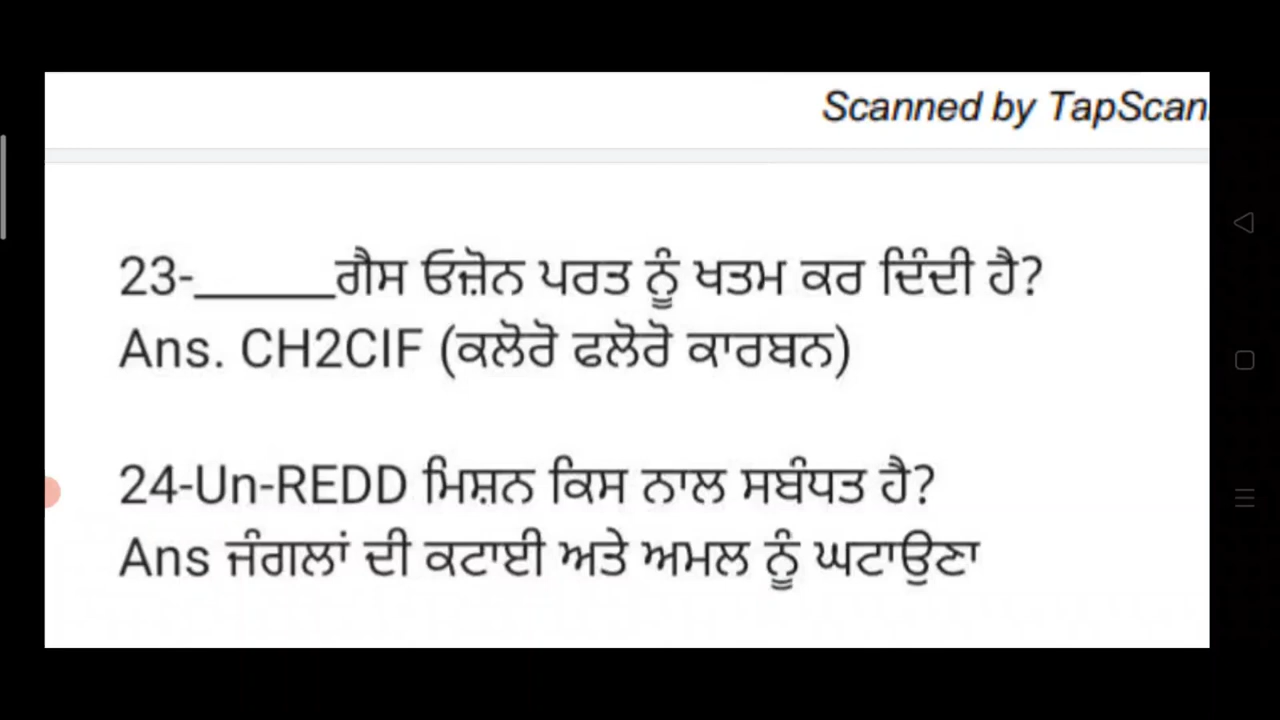 Scanned by TapScan
23-______ਗੈਸ ਓਜ਼ੋਨ ਪਰਤ ਨੂੰ ਖਤਮ ਕਰ ਦਿੰਦੀ ਹੈ?
Ans. CH2CIF (ਕਲੋਰੋ ਫਲੋਰੋ ਕਾਰਬਨ)
24-Un-REDD ਮਿਸ਼ਨ ਕਿਸ ਨਾਲ ਸਬੰਧਤ ਹੈ?
Ans ਜੰਗਲਾਂ ਦੀ ਕਟਾਈ ਅਤੇ ਅਮਲ ਨੂੰ ਘਟਾਉਣਾ